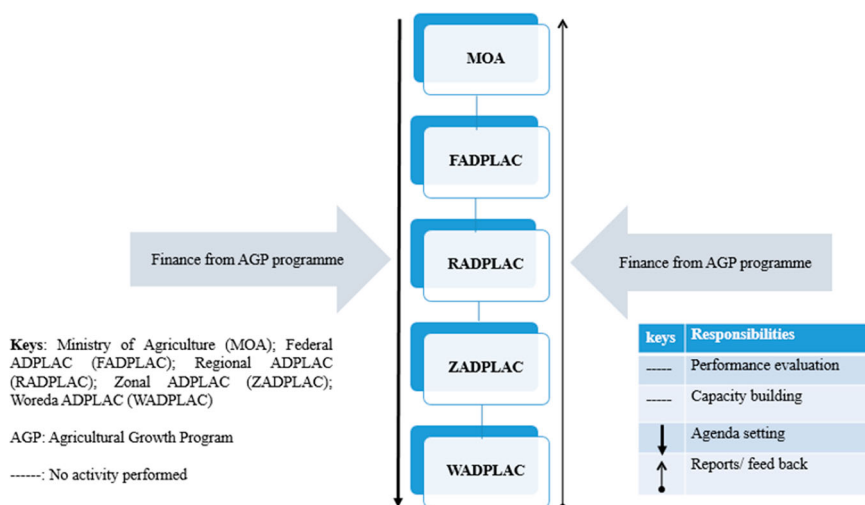 MOA
FADPLAC
Finance from AGP programme
RADPLAC
Finance from AGP programme
Keys: Ministry of Agriculture (MOA); Federal
ADPLAC (FADPLAC); Regional ADPLAC
(RADPLAC); Zonal ADPLAC (ZADPLAC);
Woreda ADPLAC (WADPLAC)
AGP: Agricultural Growth Program
------: No activity performed
ZADPLAC
WADPLAC
keys Responsibilities
----- Performance evaluation
----- Capacity building
Agenda setting
Reports/ feed back